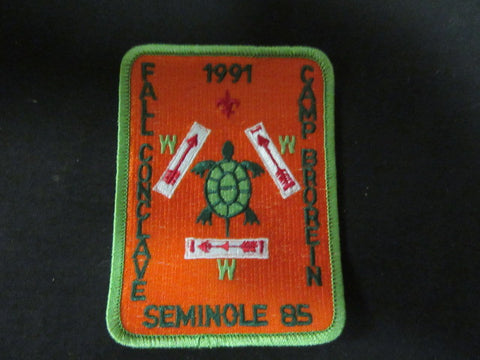 1991
FALL CONCLAVE
CAMP BROREIN
W
W
W
SEMINOLE 85